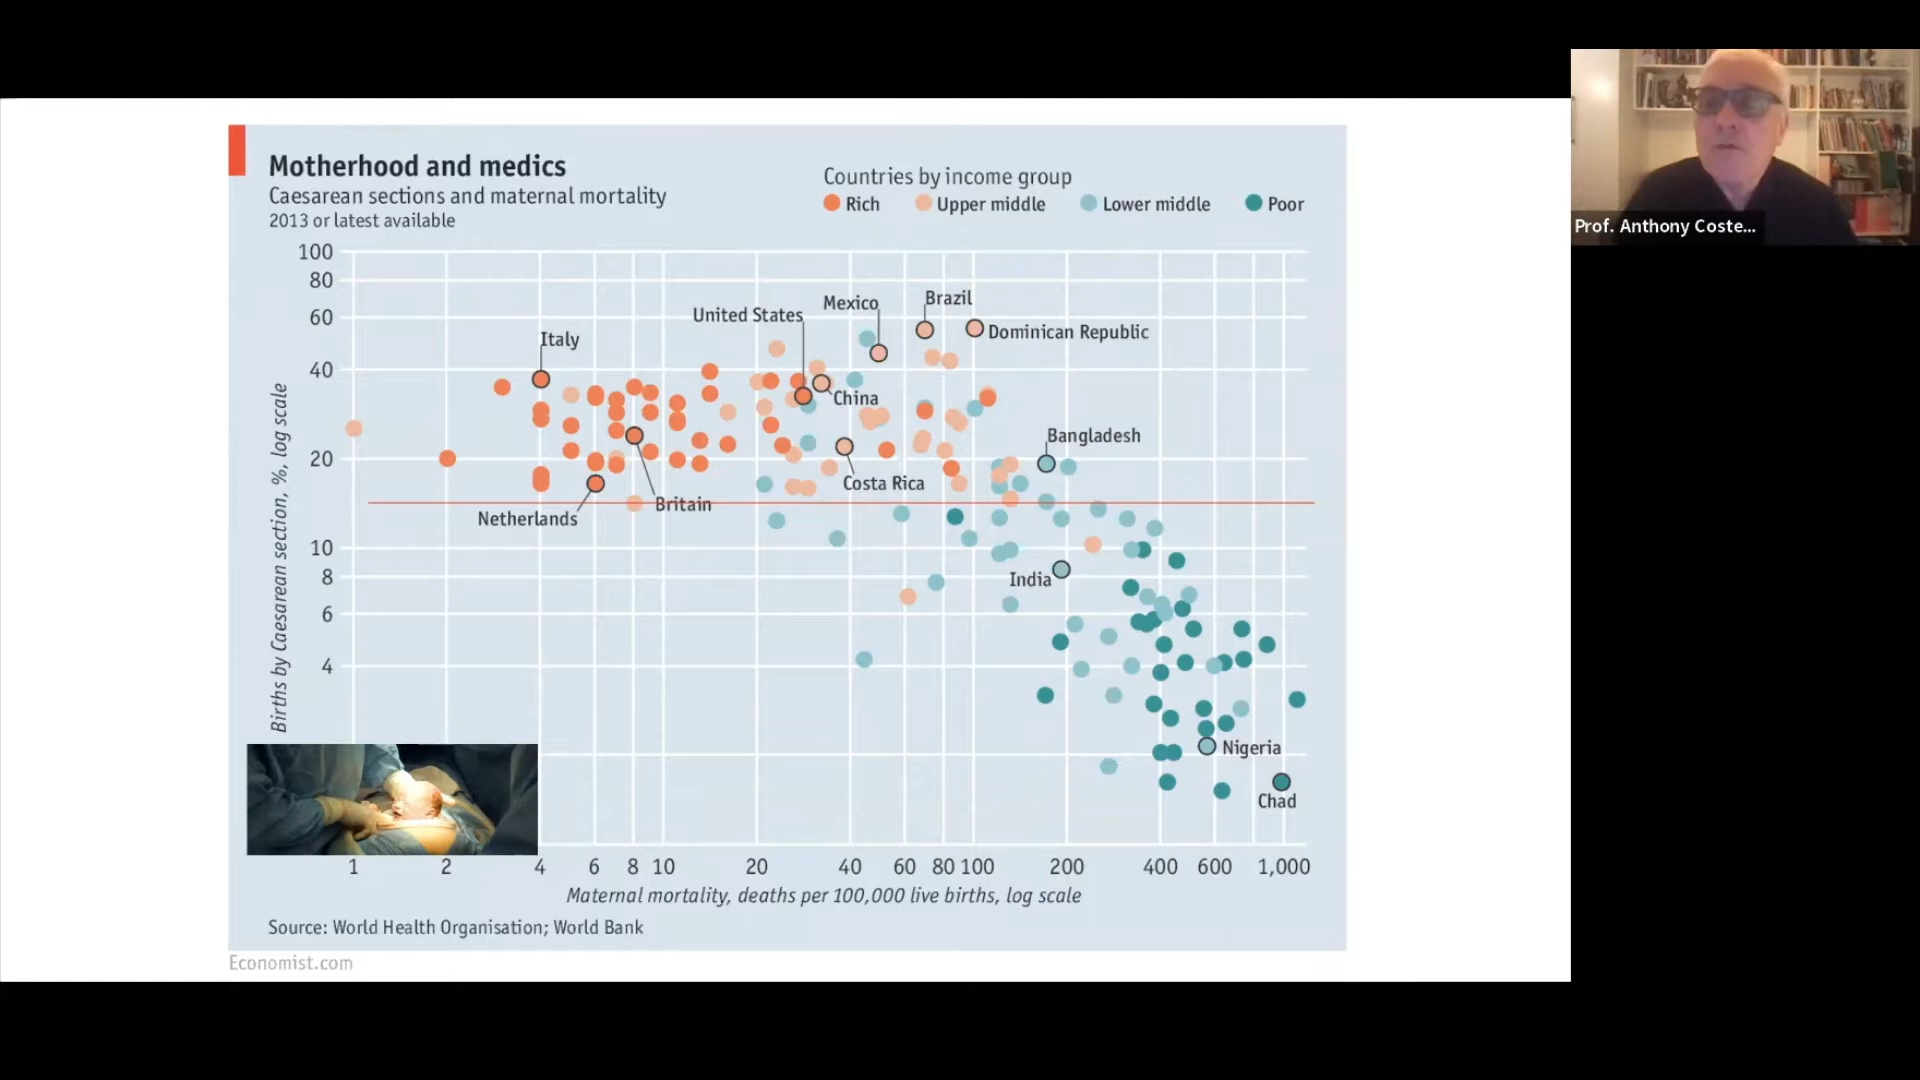 Motherhood and medics
Caesarean sections and maternal mortality
2013 or latest available
Countries by income group
Rich
Upper middle
Lower middle
Poor
Births by Caesarean section, %, log scale
100
80
60
40
20
10
8
6
4
Italy
United States
Mexico
Brazil
Dominican Republic
China
Bangladesh
Costa Rica
Britain
Netherlands
India
Nigeria
Chad
1
2
4
6
8
10
20
40
60
80
100
200
400
600
1,000
Maternal mortality, deaths per 100,000 live births, log scale
Source: World Health Organisation; World Bank
Economist.com
Prof. Anthony Coste...